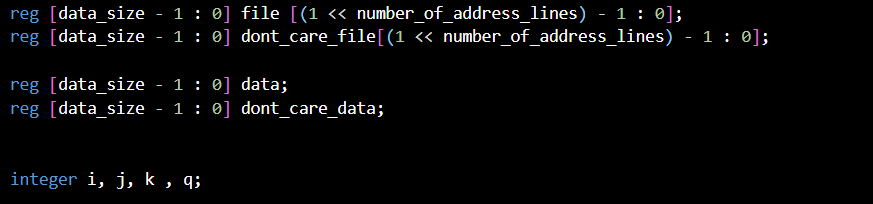 reg [data_size - 1 : 0] file [(1 << number_of_address_lines) - 1 : 0];
reg [data_size - 1 : 0] dont_care_file[(1 << number_of_address_lines) - 1 : 0];
reg [data_size - 1 : 0] data;
reg [data_size - 1 : 0] dont_care_data;
integer i, j, k , q;